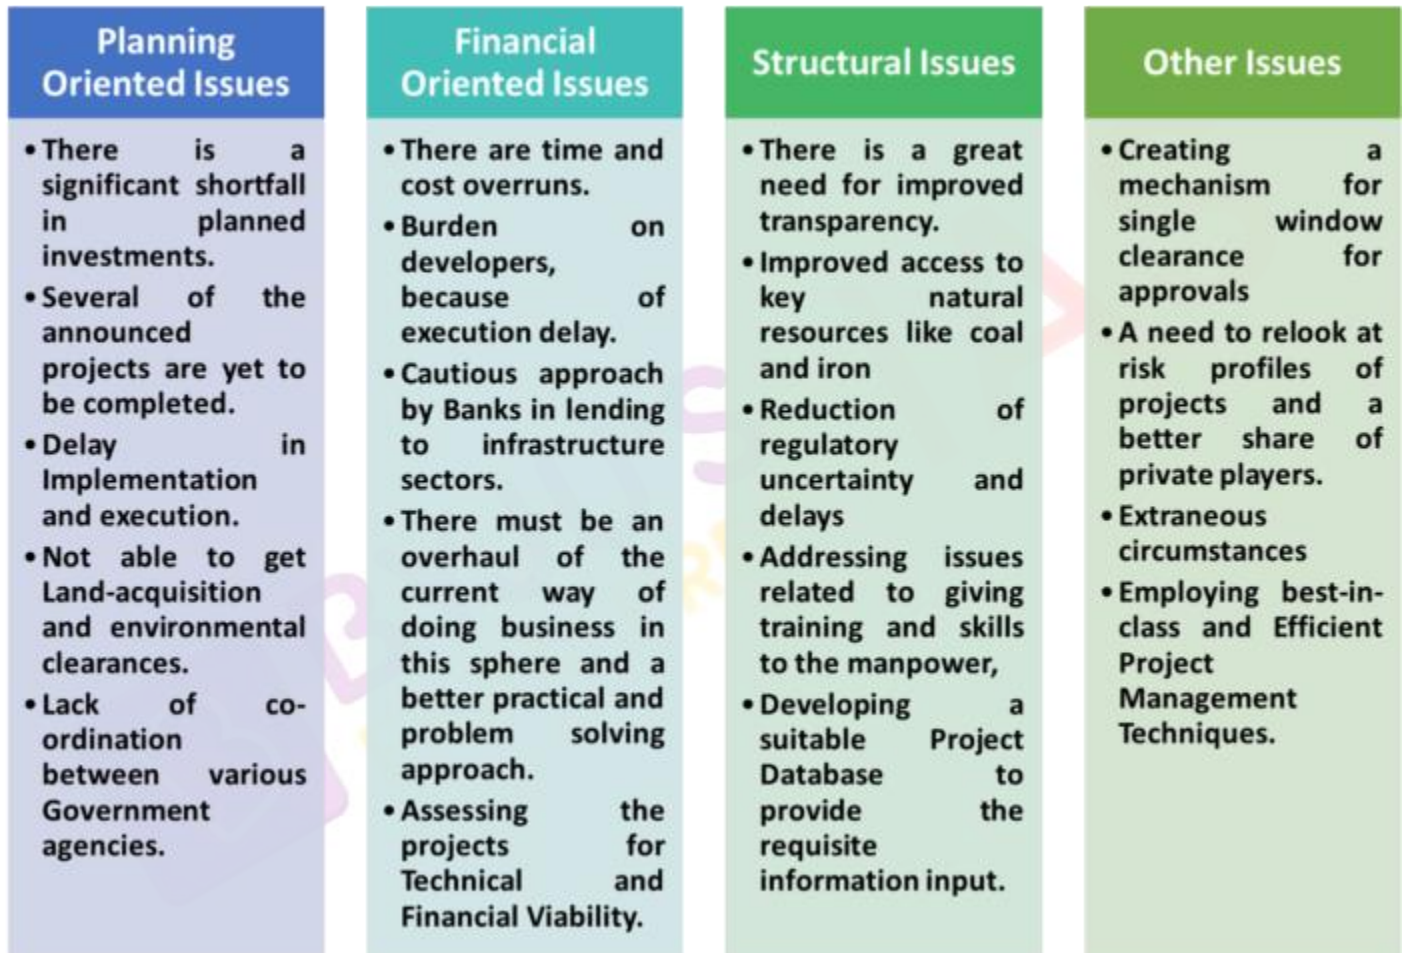 Planning
Oriented Issues
• There is a
significant shortfall
in planned
investments.
• Several of the
announced
projects are yet to
be completed.
• Delay in
Implementation
and execution.
• Not able to get
Land-acquisition
and environmental
clearances.
• Lack of co-
ordination
between various
Government
agencies.
Financial
Oriented Issues
• There are time and
cost overruns.
• Burden on
developers,
because of
execution delay.
• Cautious approach
by Banks in lending
to infrastructure
sectors.
• There must be an
overhaul of the
current way of
doing business in
this sphere and a
better practical and
problem solving
approach.
• Assessing the
projects for
Technical and
Financial Viability.
Structural Issues
• There is a great
need for improved
transparency.
• Improved access to
key natural
resources like coal
and iron
• Reduction of
regulatory
uncertainty and
delays
• Addressing issues
related to giving
training and skills
to the manpower,
• Developing a
suitable Project
Database to
provide the
requisite
information input.
Other Issues
• Creating a
mechanism for
single window
clearance for
approvals
• A need to relook at
risk profiles of
projects and a
better share of
private players.
• Extraneous
circumstances
• Employing best-in-
class and Efficient
Project
Management
Techniques.